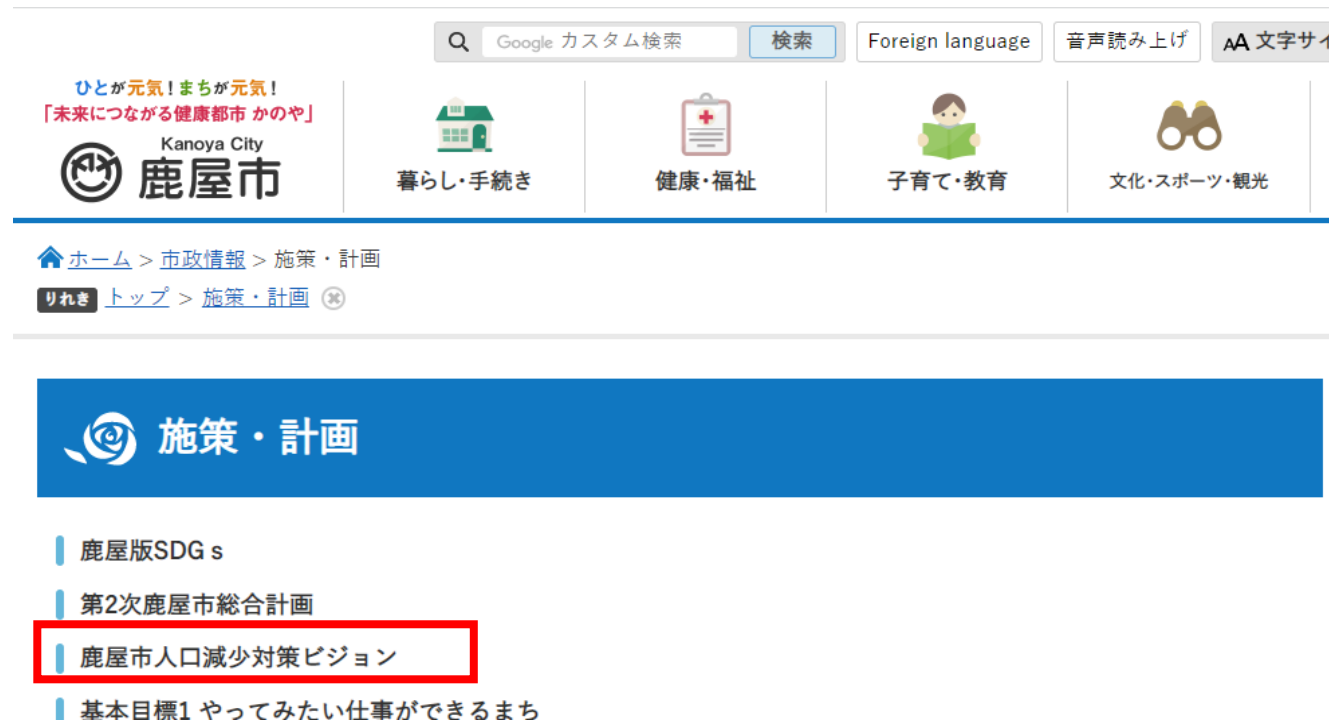 Google カスタム検索 検索 Foreign language 音声読み上げ AA 文字サイ
ひとが元気!まちが元気!
「未来につながる健康都市 かのや」
Kanoya City
鹿屋市
暮らし・手続き 健康・福祉 子育て・教育 文化・スポーツ・観光
ホーム > 市政情報 > 施策・計画
りれき トップ > 施策・計画
施策・計画
鹿屋版SDGs
第2次鹿屋市総合計画
鹿屋市人口減少対策ビジョン
基本目標1 やってみたい仕事ができるまち